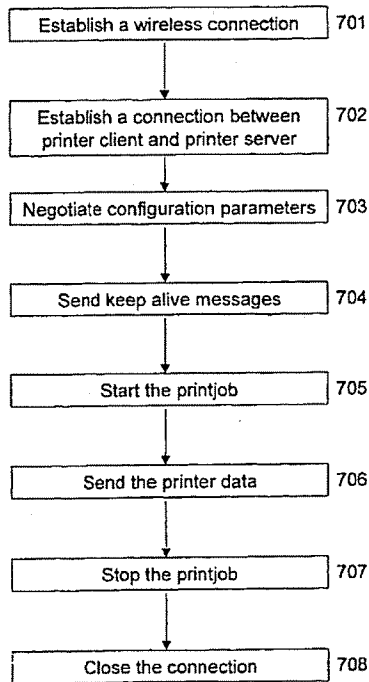 Establish a wireless connection 701
Establish a connection between 702
printer client and printer server
Negotiate configuration parameters 703
Send keep alive messages 704
Start the printjob 705
Send the printer data 706
Stop the printjob 707
Close the connection 708